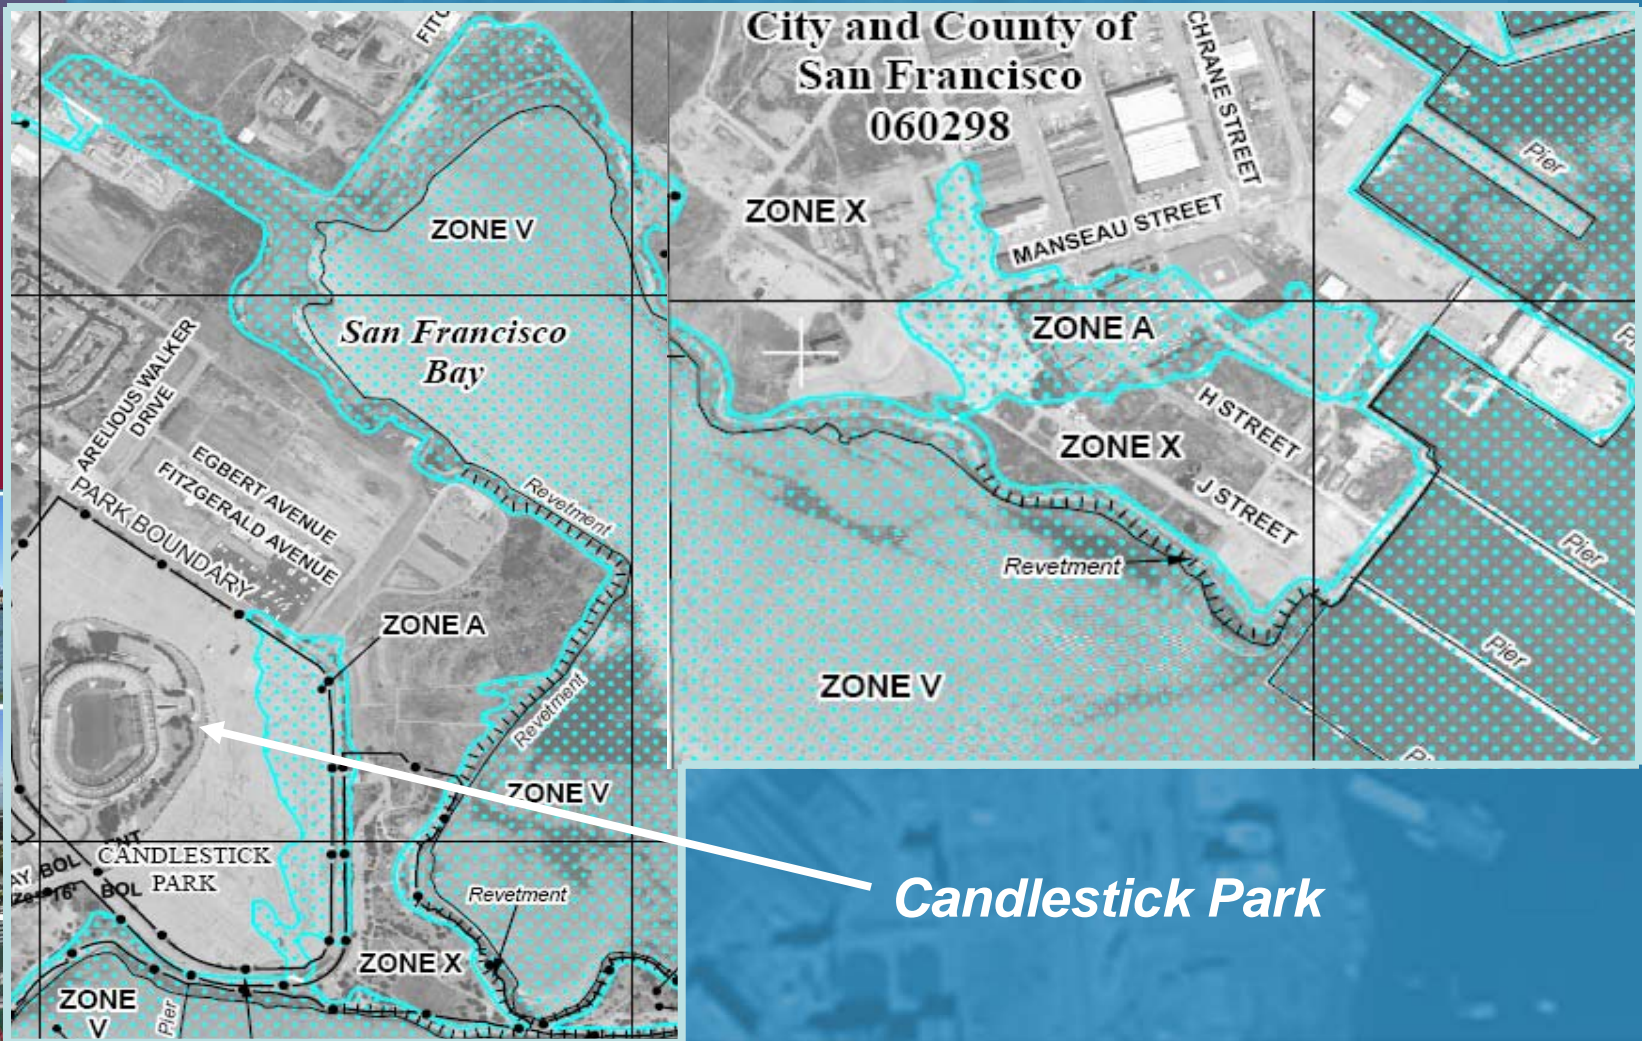 City and County of
San Francisco
060298
CHRANE STREET
Pier
ZONE V
ZONE X
MANSEAU STREET
San Francisco
Bay
ZONE A
ARELIOUS WALKER
DRIVE
H STREET
ZONE X
EGBERT AVENUE
FITZGERALD AVENUE
PARK BOUNDARY
Revetment
J STREET
Pier
Revetment
ZONE A
Pier
ZONE V
Revetment
ZONE V
CANDLESTICK
PARK
BOL
Revetment
Candlestick Park
ZONE X
ZONE
V
Pier